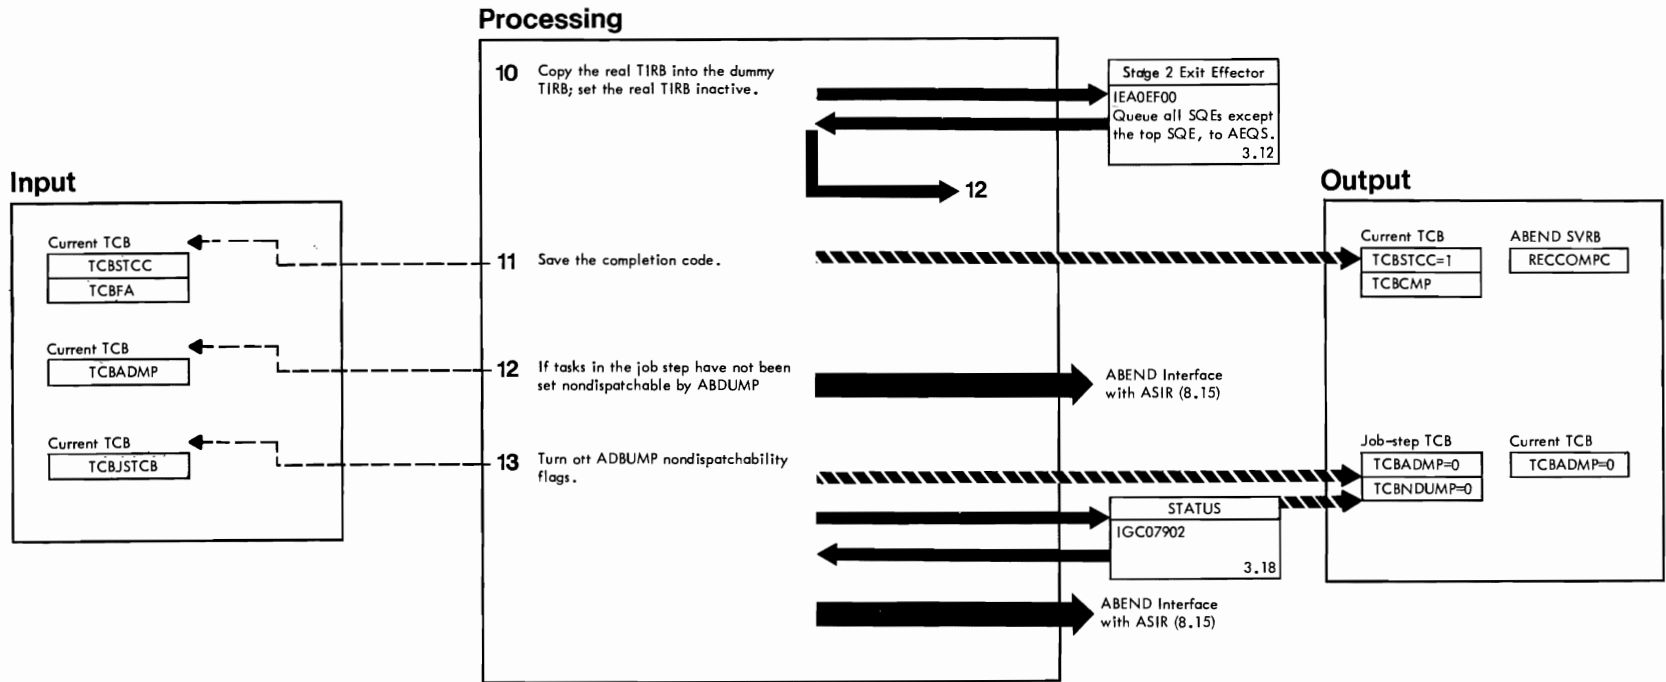 Processing
10 Copy the real TIRB into the dummy
TIRB; set the real TIRB inactive.
Stage 2 Exit Effector
IEA0EF00
Queue all SQEs except
the top SQE, to AEQS.
3.12
12
Input
Output
Current TCB
TCBSTCC
TCBFA
11 Save the completion code.
Current TCB
TCBSTCC=1
TCBCMP
ABEND SVRB
RECCOMPC
Current TCB
TCBADMP
12 If tasks in the job step have not been
set nondispatchable by ABDUMP
ABEND Interface
with ASIR (8.15)
Current TCB
TCBJSTCB
13 Turn ott ADBUMP nondispatchability
flags.
Job-step TCB
TCBADMP=0
TCBNDUMP=0
Current TCB
TCBADMP=0
STATUS
IGC07902
3.18
ABEND Interface
with ASIR (8.15)